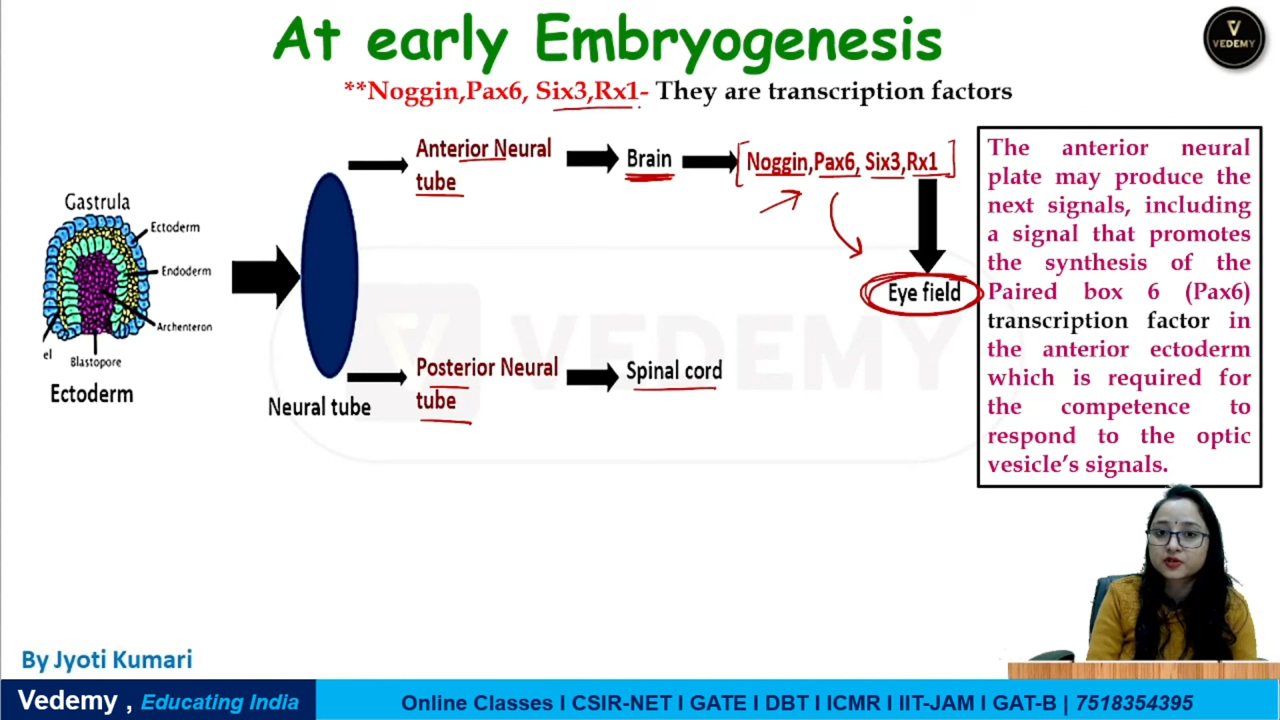 At early Embryogenesis
VEDEMY
**Noggin,Pax6, Six3,Rx1- They are transcription factors
Anterior Neural
tube
Brain
Noggin,Pax6, Six3,Rx1
Gastrula
Ectoderm
Endoderm
Archenteron
el
Blastopore
Ectoderm
Neural tube
Eye field
Posterior Neural
tube
Spinal cord
VEDEMY
The anterior neural
plate may produce the
next signals, including
a signal that promotes
the synthesis of the
Paired box 6 (Pax6)
transcription factor in
the anterior ectoderm
which is required for
the competence to
respond to the optic
vesicle's signals.
By Jyoti Kumari
Vedemy , Educating India
Online Classes I CSIR-NET I GATE I DBT I ICMR I IIT-JAM I GAT-B | 7518354395